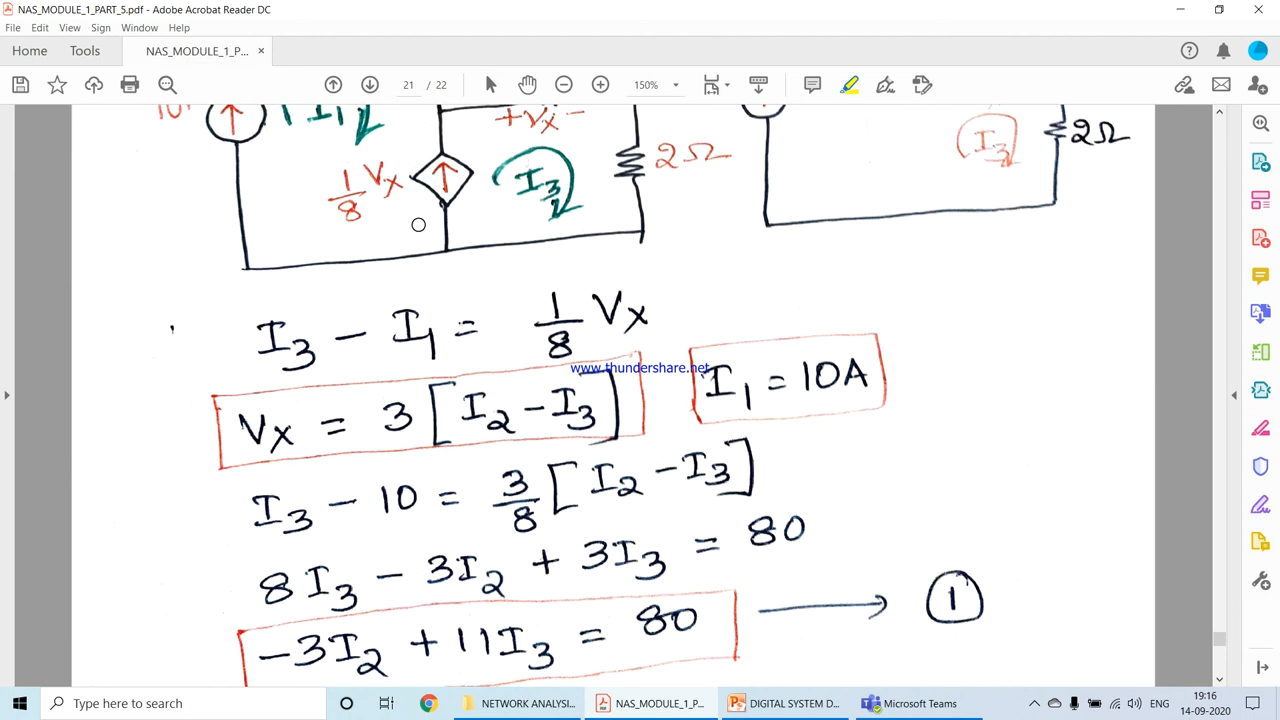 NAS_MODULE_1_PART_5.pdf - Adobe Acrobat Reader DC
File Edit View Sign Window Help
Home Tools NAS_MODULE_1_P... ×
21 / 22 150%
I1
+ Vx -
2Ω
I3
2Ω
1/8 Vx
I3
I3 - I1 = 1/8 Vx
www.thundershare.net
Vx = 3 [I2 - I3]
I1 = 10A
I3 - 10 = 3/8 [I2 - I3]
8I3 - 3I2 + 3I3 = 80
-3I2 + 11I3 = 80 → 1
Type here to search
NETWORK ANALYSI...
NAS_MODULE_1_P...
DIGITAL SYSTEM D...
Microsoft Teams
ENG
19:16
14-09-2020